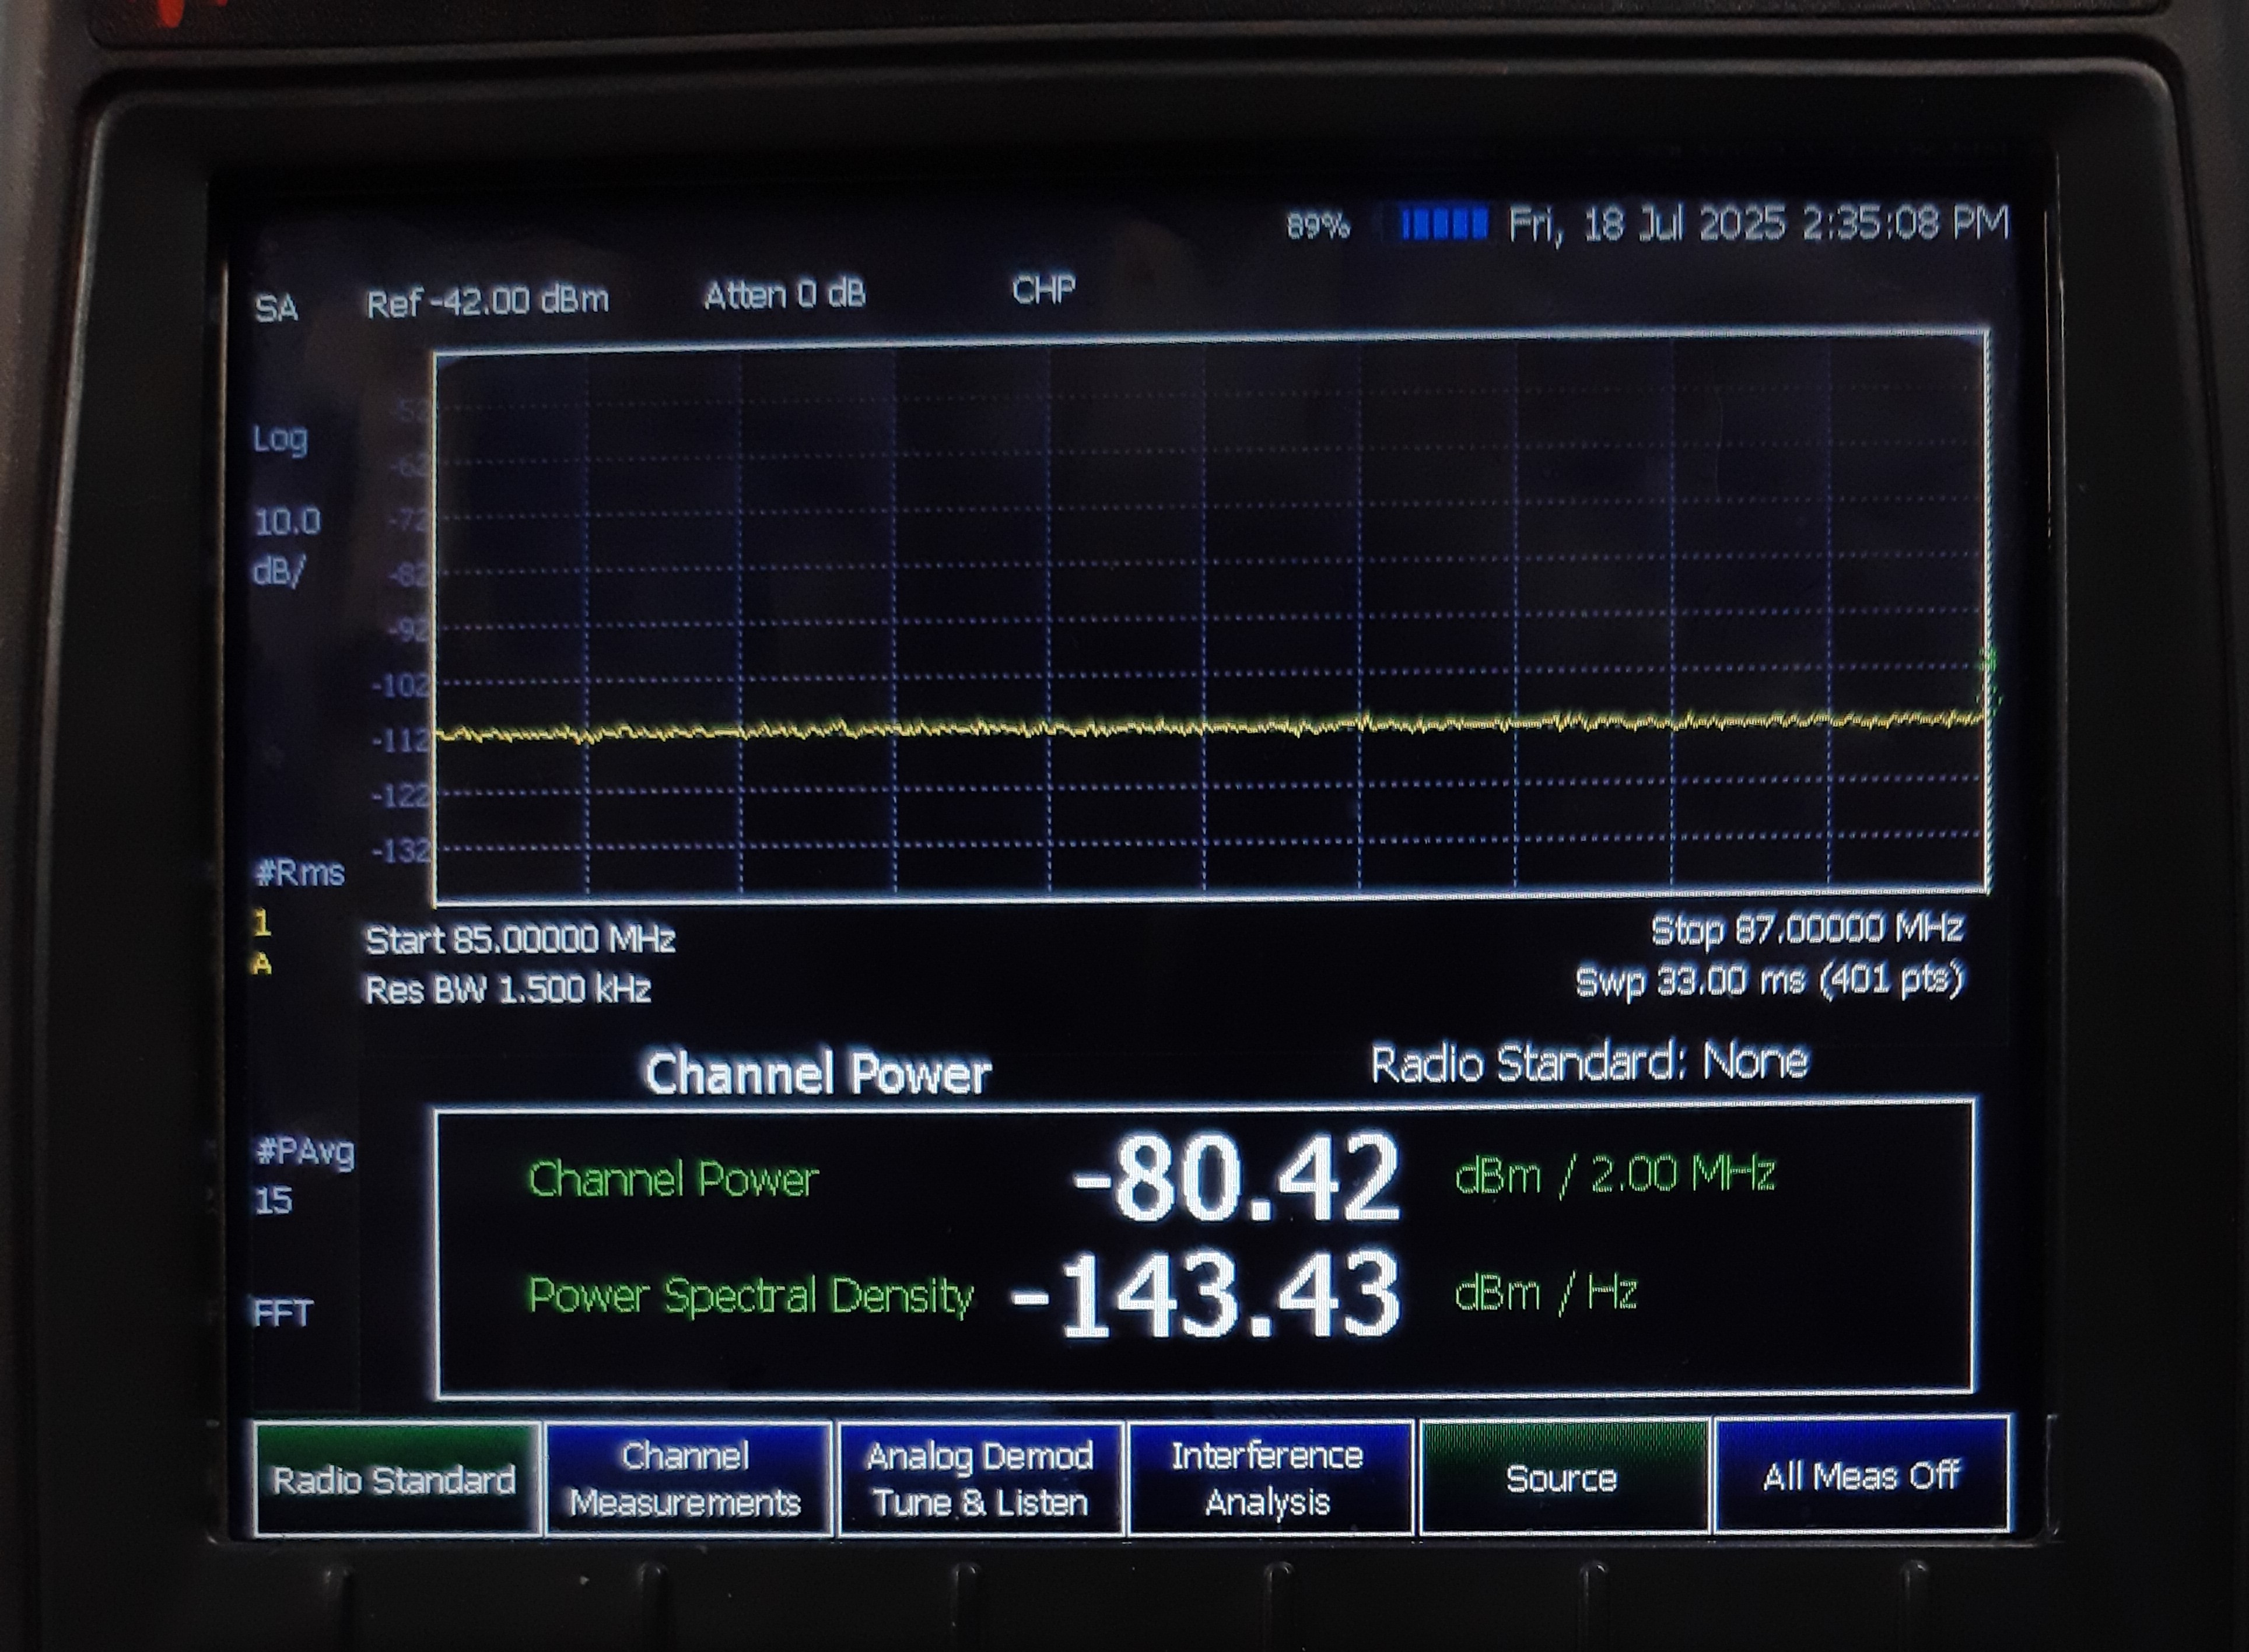 89% Fri, 18 Jul 2025 2:35:08 PM
SA Ref -42.00 dBm Atten 0 dB CHP
-52
Log -62
10.0 -72
dB/ -82
-92
-102
-112
-122
-132
#Rms
1
A
Start 85.00000 MHz Stop 87.00000 MHz
Res BW 1.500 kHz Swp 33.00 ms (401 pts)
Channel Power Radio Standard: None
#PAvg
15
Channel Power -80.42 dBm / 2.00 MHz
Power Spectral Density -143.43 dBm / Hz
FFT
Radio Standard
Channel
Measurements
Analog Demod
Tune & Listen
Interference
Analysis
Source
All Meas Off